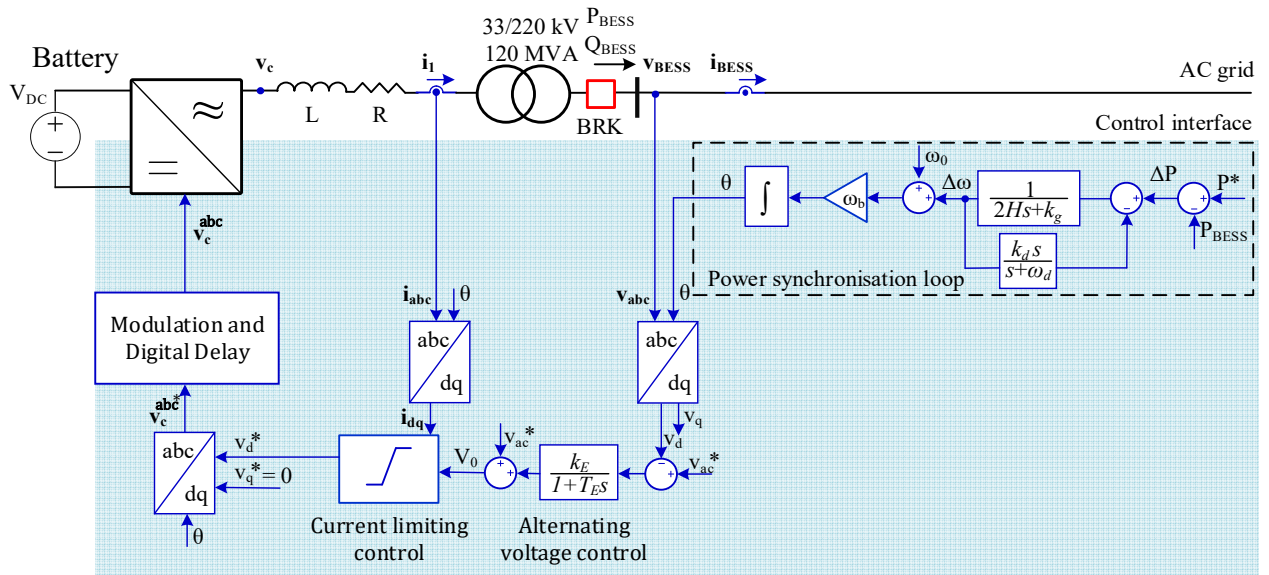 33/220 kV
120 MVA
P_BESS
Q_BESS
Battery
v_c
i_1
v_BESS
i_BESS
AC grid
V_DC
+
−
≈
=
L
R
BRK
Control interface
ω_0
θ
∫
ω_b
+
+
Δω
1
2Hs+k_g
ΔP
P*
+
-
+
-
P_BESS
k_d s
s+ω_d
Power synchronisation loop
v_c^abc
i_abc
θ
v_abc
θ
Modulation and
Digital Delay
abc
dq
abc
dq
v_c^abc*
i_dq
v_d
v_q
abc
dq
v_d*
v_q* = 0
θ
V_0
v_ac*
+
+
k_E
1+T_E s
−
+
v_ac*
Current limiting
control
Alternating
voltage control